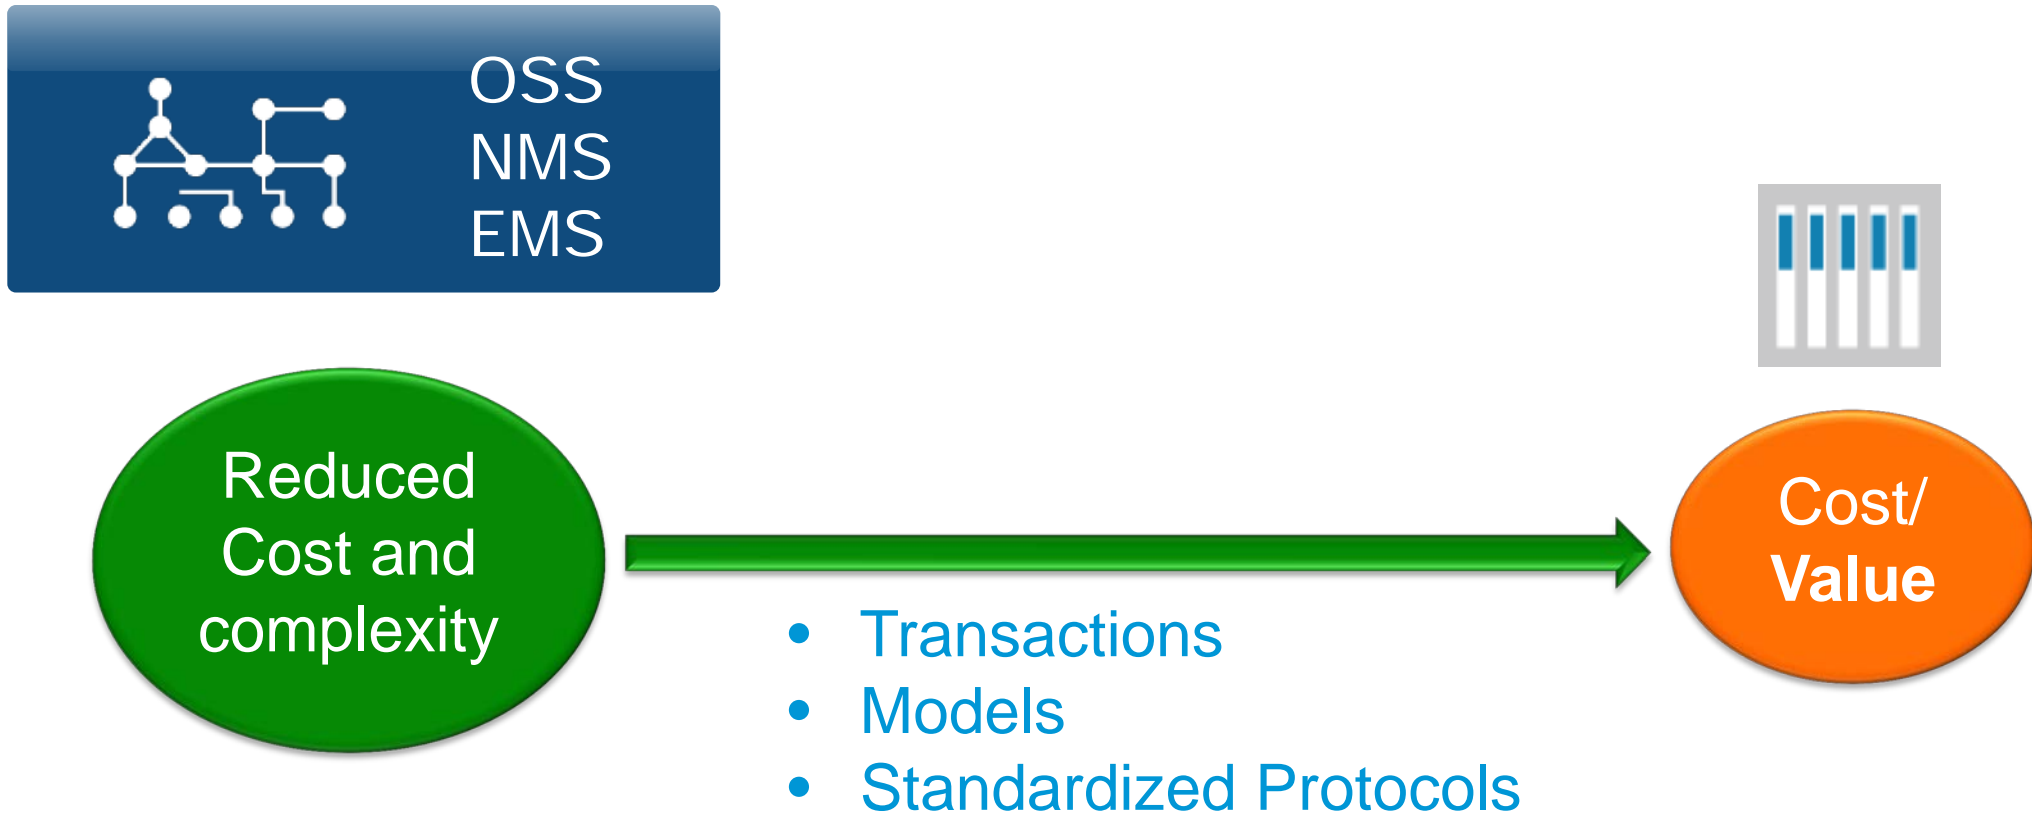 OSS
NMS
EMS
Reduced
Cost and
complexity
Cost/
Value
• Transactions
• Models
• Standardized Protocols